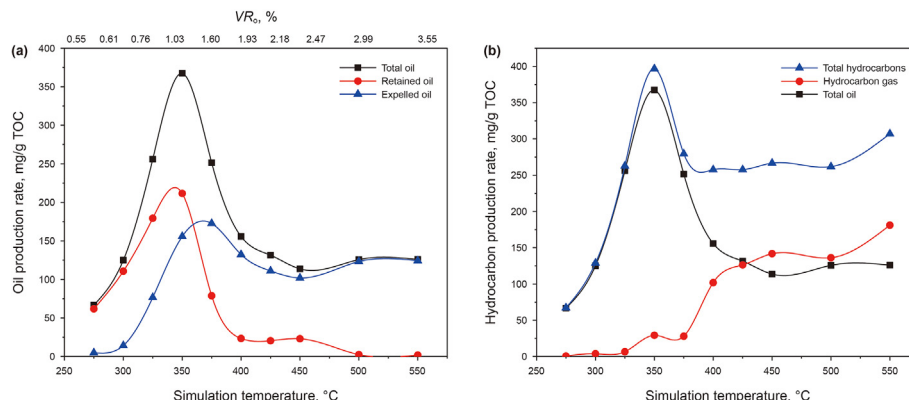 VRₒ, %
0.55 0.61 0.76 1.03 1.60 1.93 2.18 2.47 2.99 3.55
(a)
Total oil
Retained oil
Expelled oil
Oil production rate, mg/g TOC
400
350
300
250
200
150
100
50
0
250 300 350 400 450 500 550
Simulation temperature, °C
(b)
Total hydrocarbons
Hydrocarbon gas
Total oil
Hydrocarbon production rate, mg/g TOC
400
350
300
250
200
150
100
50
0
250 300 350 400 450 500 550
Simulation temperature, °C